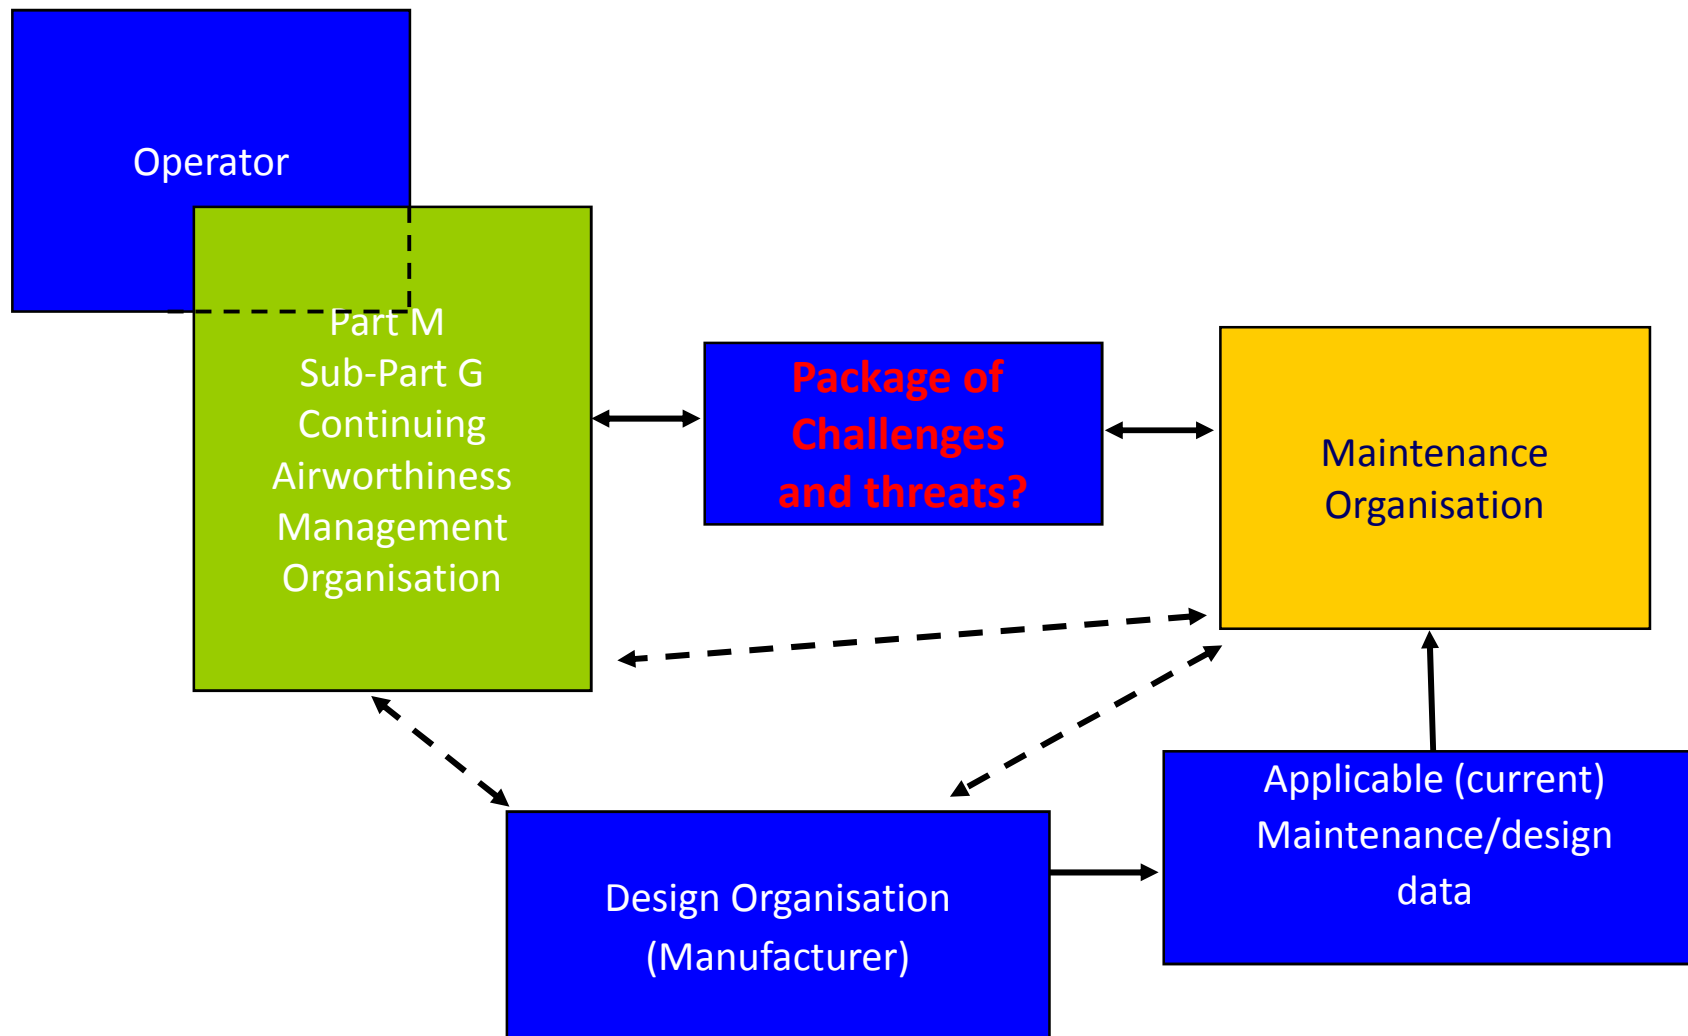 Operator
Part M
Sub-Part G
Continuing
Airworthiness
Management
Organisation
Package of
Challenges
and threats?
Maintenance
Organisation
Applicable (current)
Maintenance/design
data
Design Organisation
(Manufacturer)